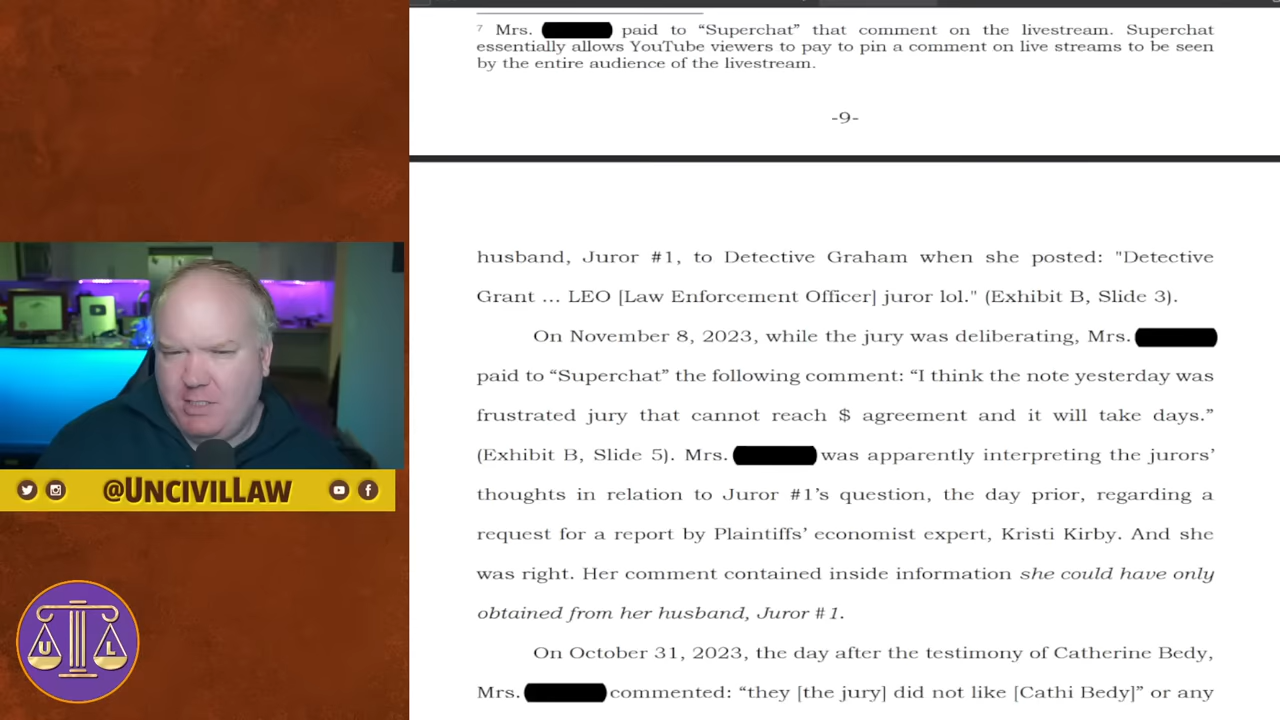 7 Mrs. paid to “Superchat” that comment on the livestream. Superchat
essentially allows YouTube viewers to pay to pin a comment on live streams to be seen
by the entire audience of the livestream.
-9-
husband, Juror #1, to Detective Graham when she posted: "Detective
Grant ... LEO [Law Enforcement Officer] juror lol." (Exhibit B, Slide 3).
On November 8, 2023, while the jury was deliberating, Mrs.
paid to “Superchat” the following comment: “I think the note yesterday was
frustrated jury that cannot reach $ agreement and it will take days.”
(Exhibit B, Slide 5). Mrs. was apparently interpreting the jurors’
thoughts in relation to Juror #1’s question, the day prior, regarding a
request for a report by Plaintiffs’ economist expert, Kristi Kirby. And she
was right. Her comment contained inside information she could have only
obtained from her husband, Juror #1.
On October 31, 2023, the day after the testimony of Catherine Bedy,
Mrs. commented: “they [the jury] did not like [Cathi Bedy]” or any
@UNCIVILLAW
U L